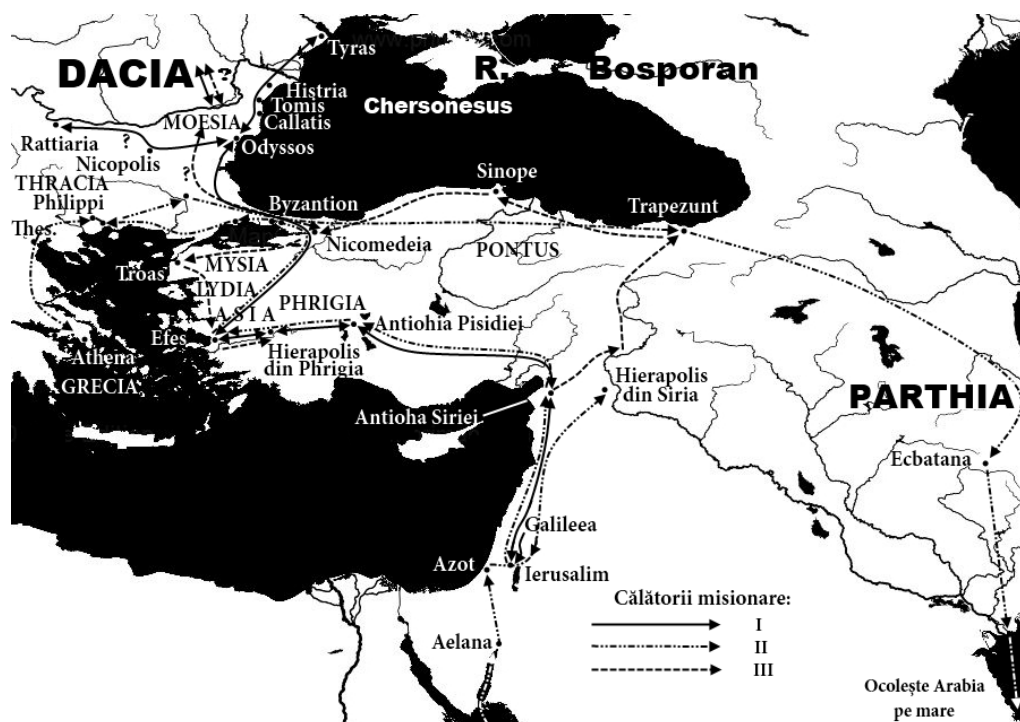 Tyras
DACIA
?
R. Bosporan
Histria
Tomis
Chersonesus
MOESIA
Callatis
Rattiaria
?
Odyssos
Nicopolis
?
THRACIA
Philippi
Sinope
Byzantion
Trapezunt
Thes.
Nicomedeia
PONTUS
Troas
MYSIA
LYDIA
PHRIGIA
ASIA
Antiohia Pisidiei
Efes
Athena
Hierapolis
din Phrigia
Hierapolis
din Siria
GRECIA
PARTHIA
Antioha Siriei
Ecbatana
Galileea
Azot
Ierusalim
Călătorii misionare:
I
Aelana
II
III
Ocolește Arabia
pe mare